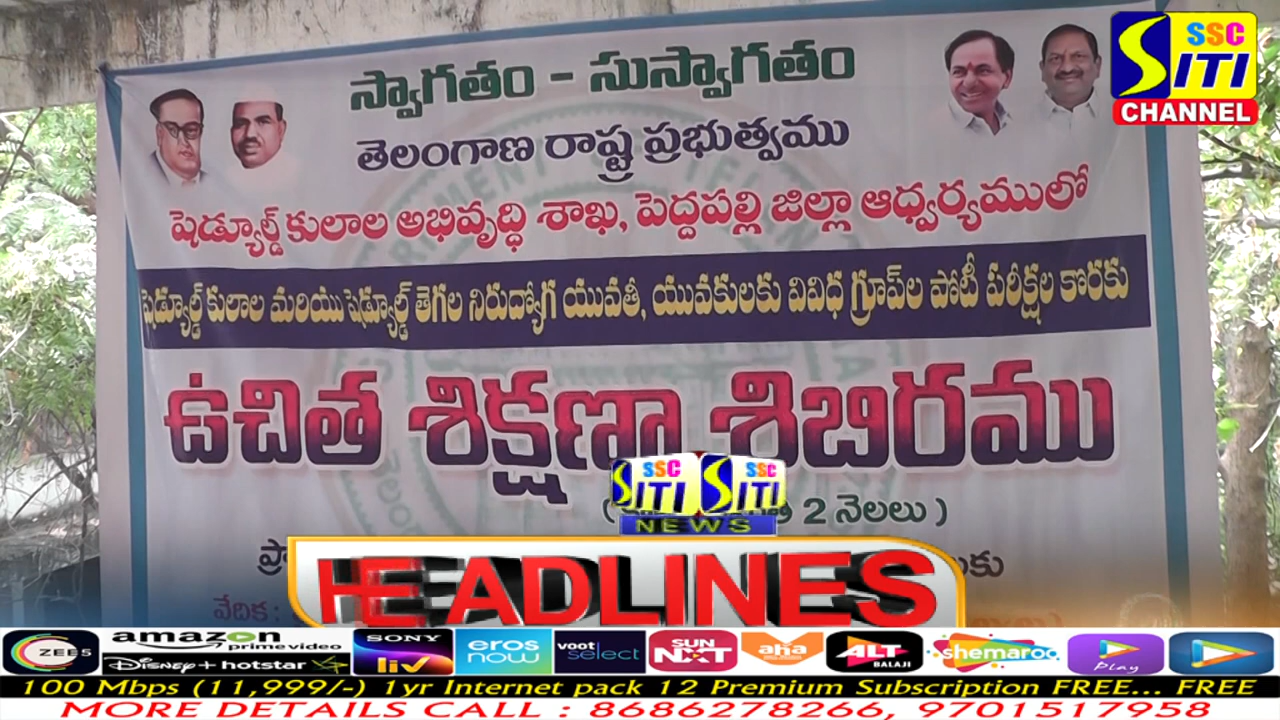 స్వాగతం - సుస్వాగతం
తెలంగాణ రాష్ట్ర ప్రభుత్వము
షెడ్యూల్డ్ కులాల అభివృద్ధి శాఖ, పెద్దపల్లి జిల్లా ఆధ్వర్యములో
షెడ్యూల్డ్ కులాల మరియు షెడ్యూల్డ్ తెగల నిరుద్యోగ యువతీ, యువకులకు వివిధ గ్రూప్‌ల పోటీ పరీక్షల కొరకు
ఉచిత శిక్షణా శిబిరము
2 నెలలు )
వేదిక :
SSC
SITI
CHANNEL
SSC SITI SSC SITI
NEWS
HEADLINES
ZEE5 amazon primevideo Disney+ hotstar SONY liv eros now voot select SUN NXT aha ALT BALAJI shemaroo Play
100 Mbps (11,999/-) 1yr Internet pack 12 Premium Subscription FREE... FREE
MORE DETAILS CALL : 8686278266, 9701517958